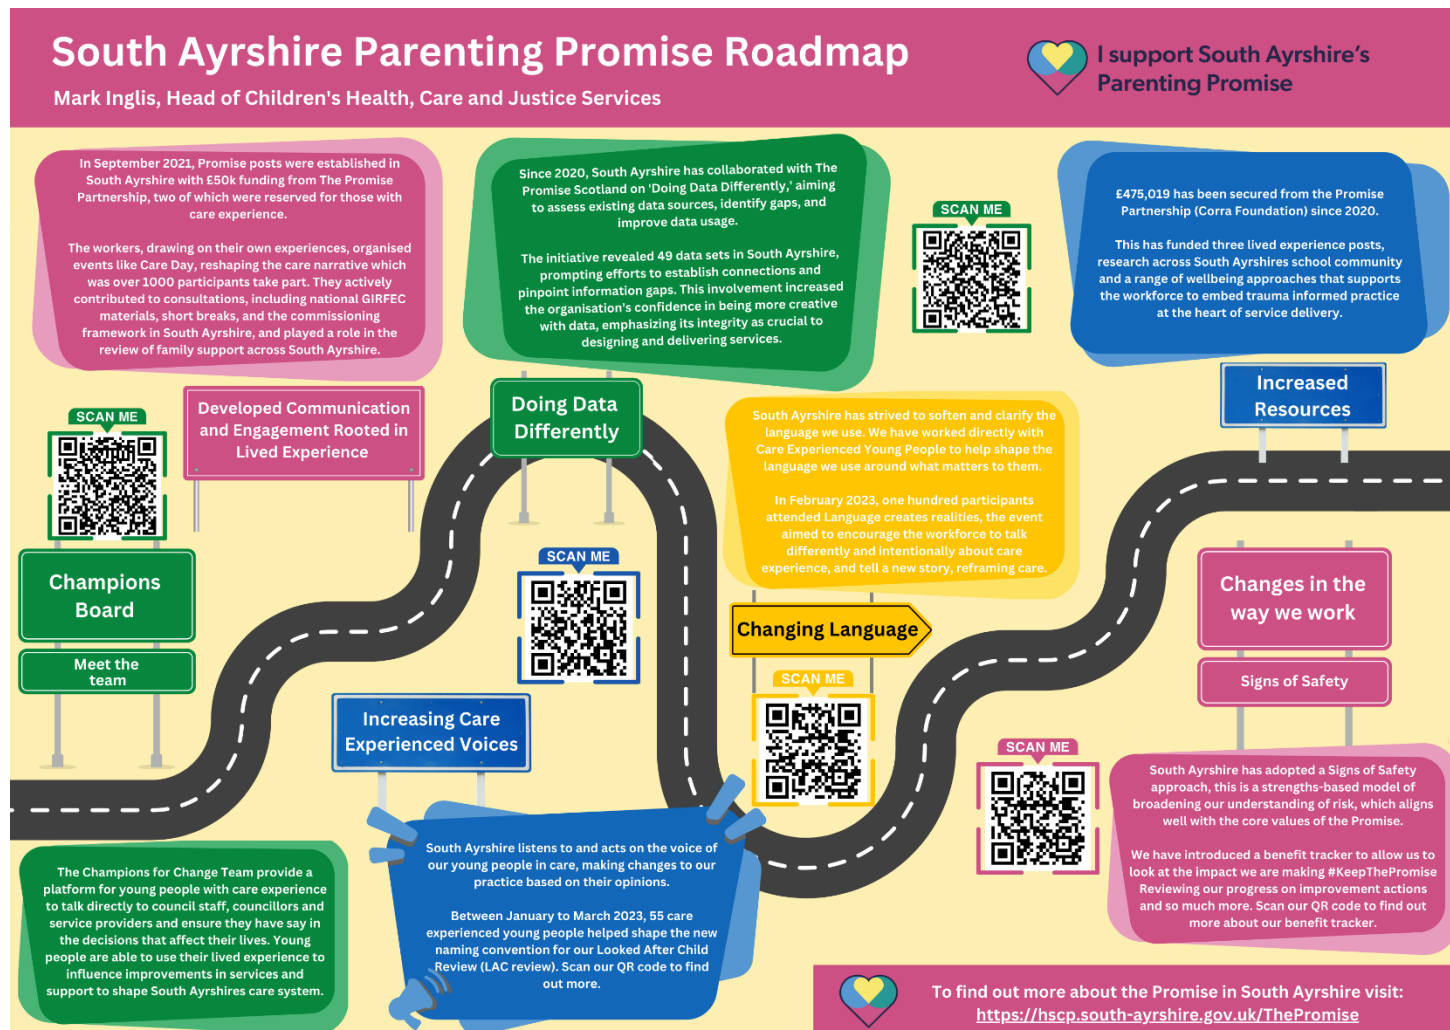 South Ayrshire Parenting Promise Roadmap
Mark Inglis, Head of Children's Health, Care and Justice Services
I support South Ayrshire's
Parenting Promise
In September 2021, Promise posts were established in
South Ayrshire with £50k funding from The Promise
Partnership, two of which were reserved for those with
care experience.
The workers, drawing on their own experiences, organised
events like Care Day, reshaping the care narrative which
was over 1000 participants take part. They actively
contributed to consultations, including national GIRFEC
materials, short breaks, and the commissioning
framework in South Ayrshire, and played a role in the
review of family support across South Ayrshire.
Since 2020, South Ayrshire has collaborated with The
Promise Scotland on 'Doing Data Differently,' aiming
to assess existing data sources, identify gaps, and
improve data usage.
The initiative revealed 49 data sets in South Ayrshire,
prompting efforts to establish connections and
pinpoint information gaps. This involvement increased
the organisation's confidence in being more creative
with data, emphasizing its integrity as crucial to
designing and delivering services.
SCAN ME
£475,019 has been secured from the Promise
Partnership (Corra Foundation) since 2020.
This has funded three lived experience posts,
research across South Ayrshires school community
and a range of wellbeing approaches that supports
the workforce to embed trauma informed practice
at the heart of service delivery.
SCAN ME
Developed Communication
and Engagement Rooted in
Lived Experience
Doing Data
Differently
South Ayrshire has strived to soften and clarify the
language we use. We have worked directly with
Care Experienced Young People to help shape the
language we use around what matters to them.
In February 2023, one hundred participants
attended Language creates realities, the event
aimed to encourage the workforce to talk
differently and intentionally about care
experience, and tell a new story, reframing care.
Increased
Resources
Champions
Board
Meet the
team
SCAN ME
Changing Language
Changes in the
way we work
Signs of Safety
Increasing Care
Experienced Voices
SCAN ME
SCAN ME
The Champions for Change Team provide a
platform for young people with care experience
to talk directly to council staff, councillors and
service providers and ensure they have say in
the decisions that affect their lives. Young
people are able to use their lived experience to
influence improvements in services and
support to shape South Ayrshires care system.
South Ayrshire listens to and acts on the voice of
our young people in care, making changes to our
practice based on their opinions.
Between January to March 2023, 55 care
experienced young people helped shape the new
naming convention for our Looked After Child
Review (LAC review). Scan our QR code to find
out more.
South Ayrshire has adopted a Signs of Safety
approach, this is a strengths-based model of
broadening our understanding of risk, which aligns
well with the core values of the Promise.
We have introduced a benefit tracker to allow us to
look at the impact we are making #KeepThePromise
Reviewing our progress on improvement actions
and so much more. Scan our QR code to find out
more about our benefit tracker.
To find out more about the Promise in South Ayrshire visit:
https://hscp.south-ayrshire.gov.uk/ThePromise